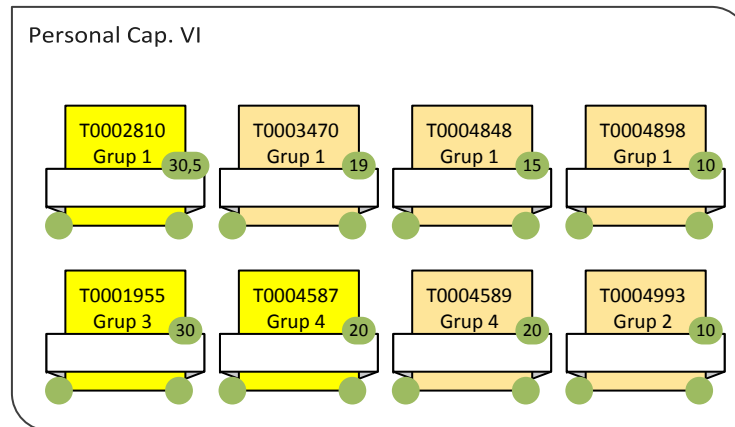 Personal Cap. VI
T0002810
Grup 1
30,5
T0003470
Grup 1
19
T0004848
Grup 1
15
T0004898
Grup 1
10
T0001955
Grup 3
30
T0004587
Grup 4
20
T0004589
Grup 4
20
T0004993
Grup 2
10